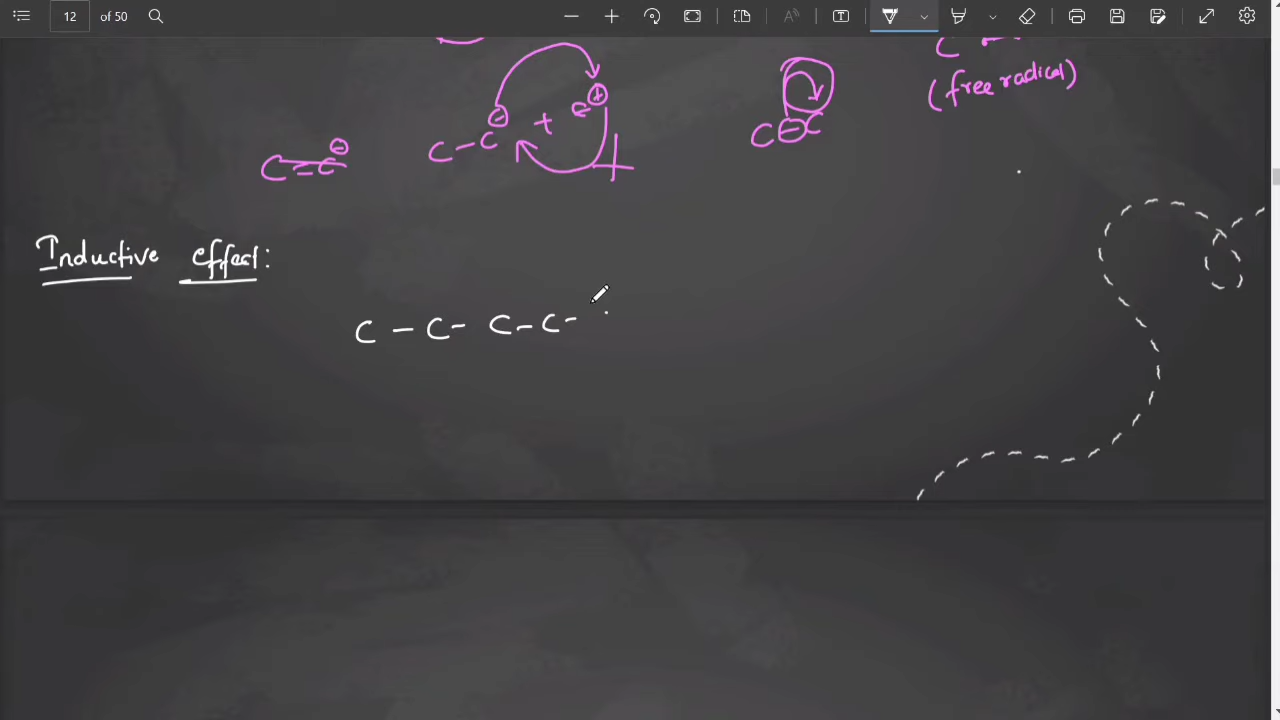 12 of 50
C
(free radical)
C-C⊖ + C⊕
C⊖C
C=C⊖
Inductive effect:
C - C - C - C -